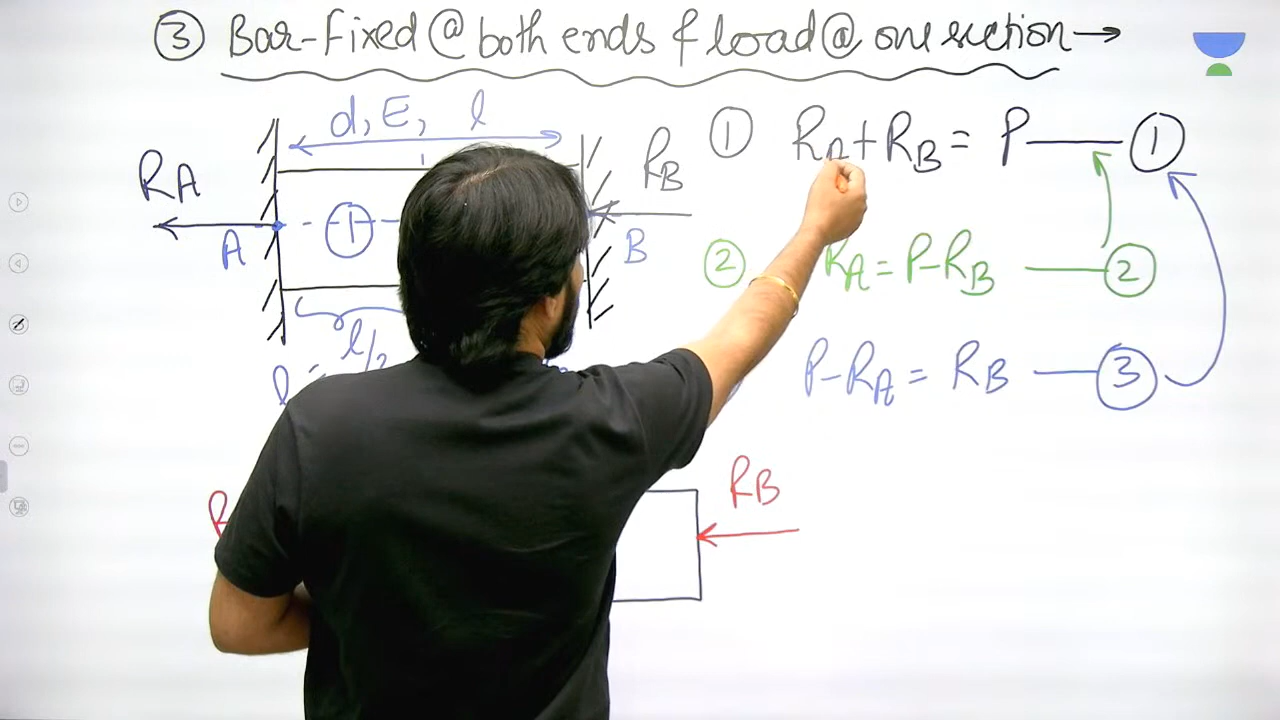 ③ Bar-Fixed @ both ends & load @ one section →
d, E, l
RA
A
①
RB
B
l/2
l
① RA+RB = P —— ①
② RA = P-RB —— ②
P-RA = RB —— ③
R
RB